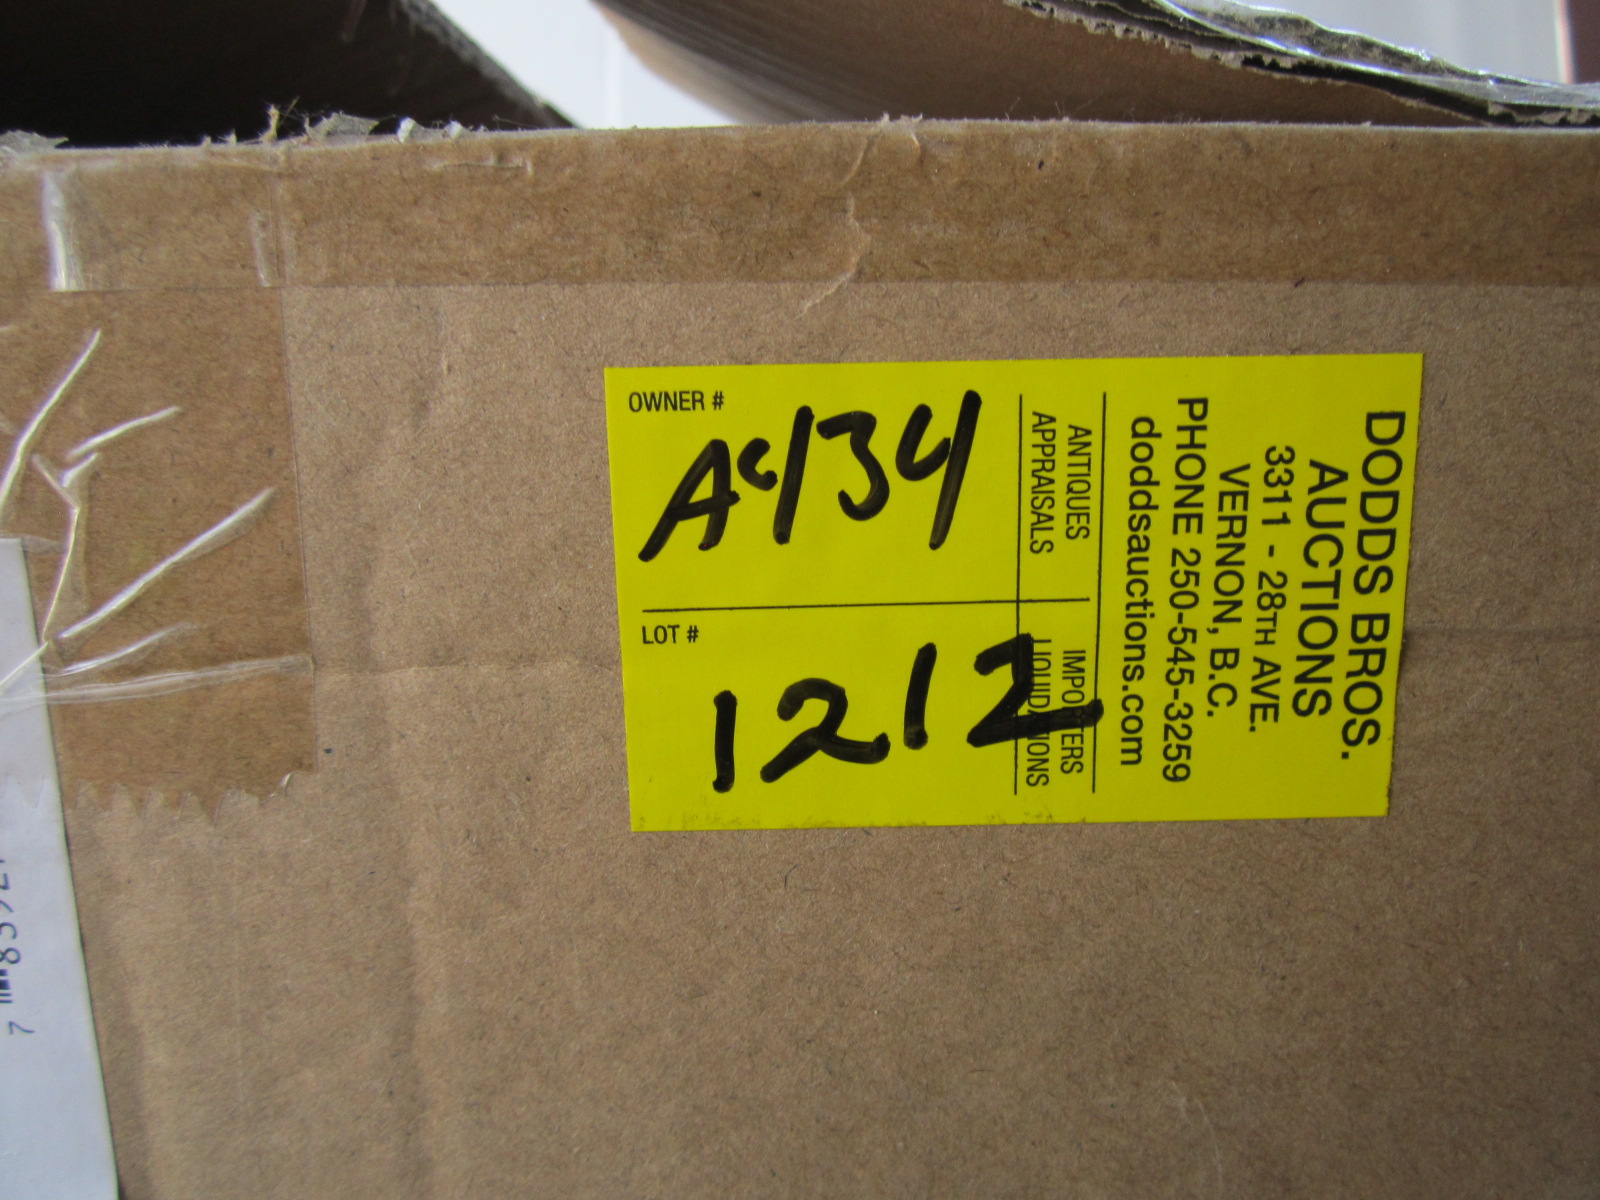 DODDS BROS.
AUCTIONS
3311 - 28TH AVE.
VERNON, B.C.
PHONE 250-545-3259
doddsauctions.com
ANTIQUES IMPORTERS
APPRAISALS LIQUIDATIONS
OWNER #
Ac134
LOT #
1212